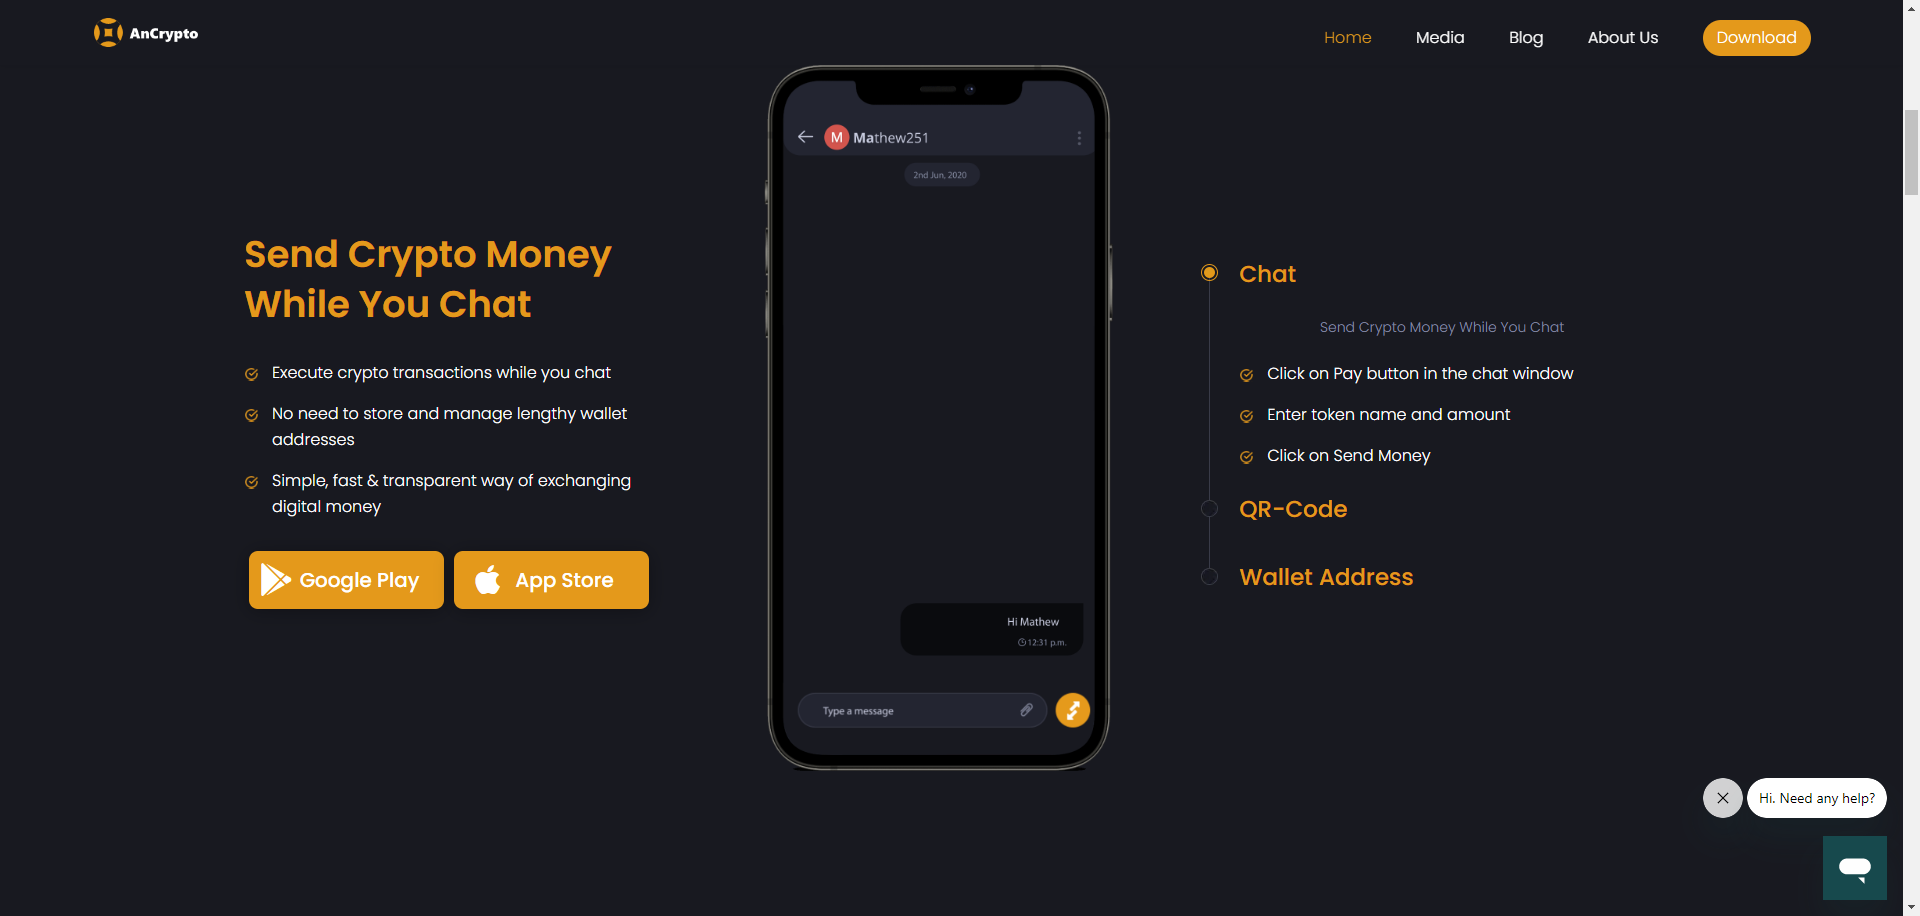 AnCrypto
Home
Media
Blog
About Us
Download
M
Mathew251
2nd Jun, 2020
Hi Mathew
12:31 p.m.
Type a message
Send Crypto Money
While You Chat
Execute crypto transactions while you chat
No need to store and manage lengthy wallet
addresses
Simple, fast & transparent way of exchanging
digital money
Google Play
App Store
Chat
Send Crypto Money While You Chat
Click on Pay button in the chat window
Enter token name and amount
Click on Send Money
QR-Code
Wallet Address
Hi. Need any help?